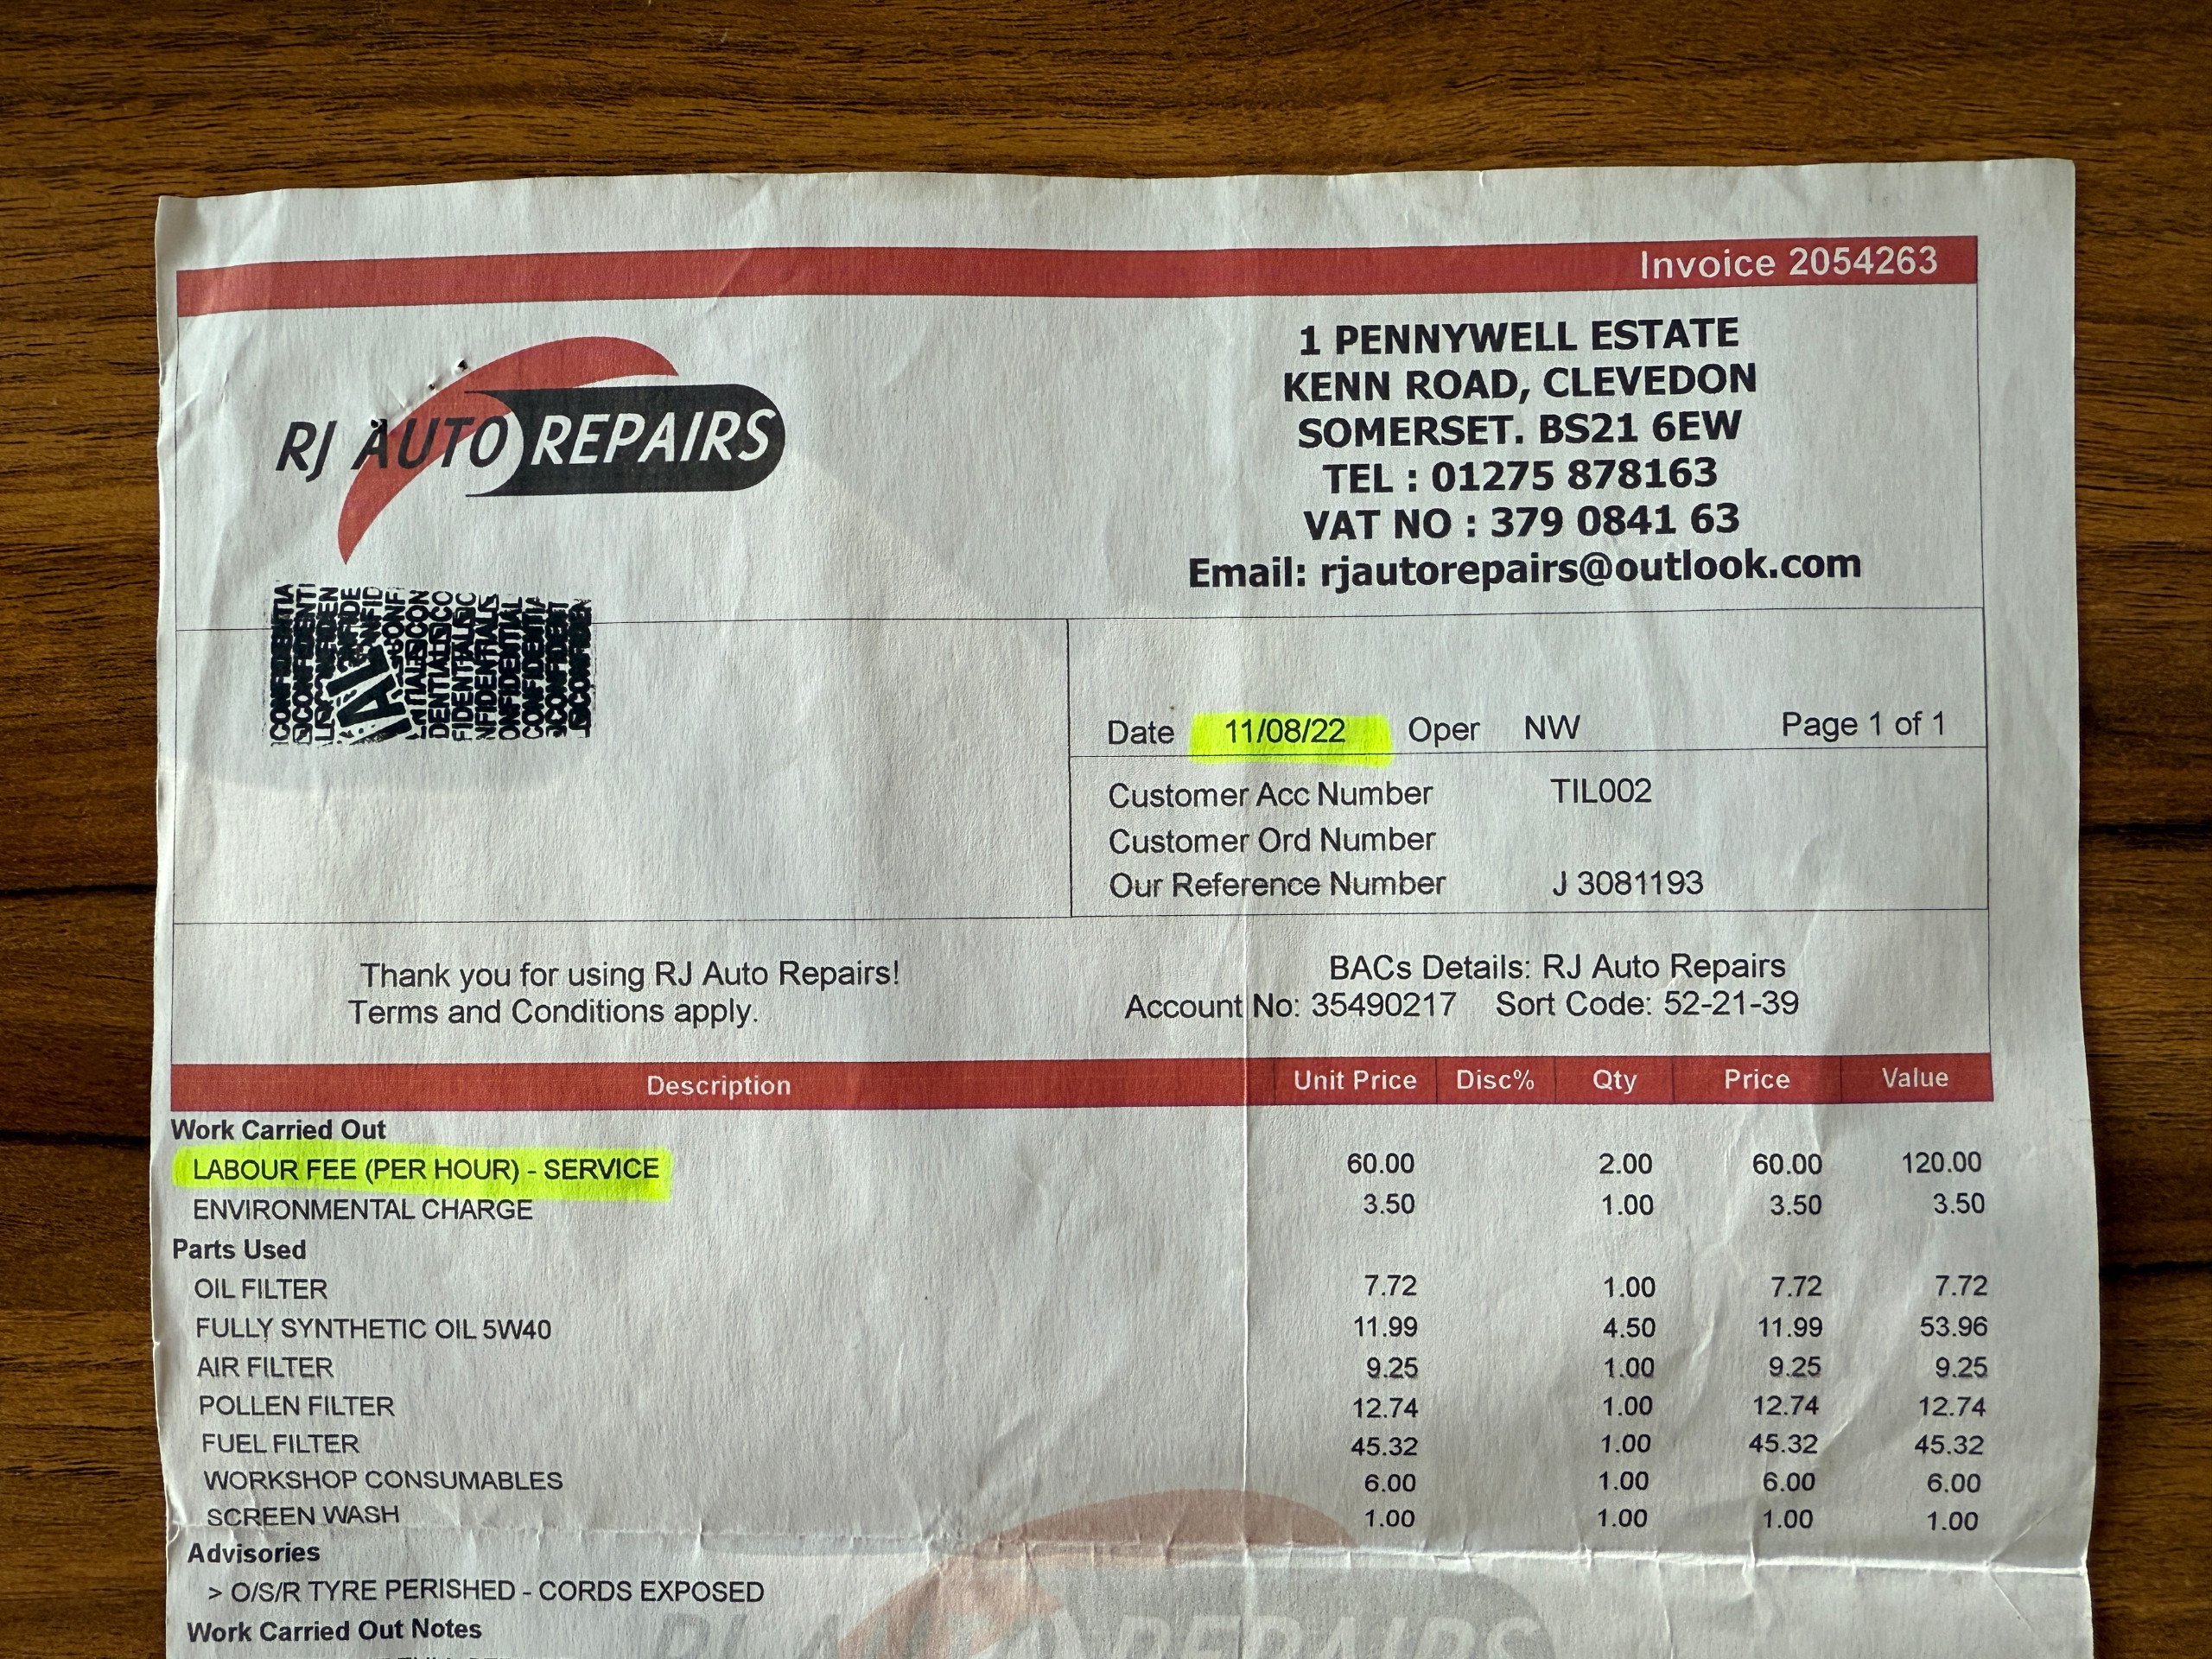 Invoice 2054263
RJ AUTO REPAIRS
1 PENNYWELL ESTATE
KENN ROAD, CLEVEDON
SOMERSET. BS21 6EW
TEL : 01275 878163
VAT NO : 379 0841 63
Email: rjautorepairs@outlook.com
Date 11/08/22 Oper NW Page 1 of 1
Customer Acc Number TIL002
Customer Ord Number
Our Reference Number J 3081193
Thank you for using RJ Auto Repairs!
Terms and Conditions apply.
BACs Details: RJ Auto Repairs
Account No: 35490217 Sort Code: 52-21-39
Description Unit Price Disc% Qty Price Value
Work Carried Out
LABOUR FEE (PER HOUR) - SERVICE 60.00 2.00 60.00 120.00
ENVIRONMENTAL CHARGE 3.50 1.00 3.50 3.50
Parts Used
OIL FILTER 7.72 1.00 7.72 7.72
FULLY SYNTHETIC OIL 5W40 11.99 4.50 11.99 53.96
AIR FILTER 9.25 1.00 9.25 9.25
POLLEN FILTER 12.74 1.00 12.74 12.74
FUEL FILTER 45.32 1.00 45.32 45.32
WORKSHOP CONSUMABLES 6.00 1.00 6.00 6.00
SCREEN WASH 1.00 1.00 1.00 1.00
Advisories
> O/S/R TYRE PERISHED - CORDS EXPOSED
Work Carried Out Notes
RJ AUTO REPAIRS